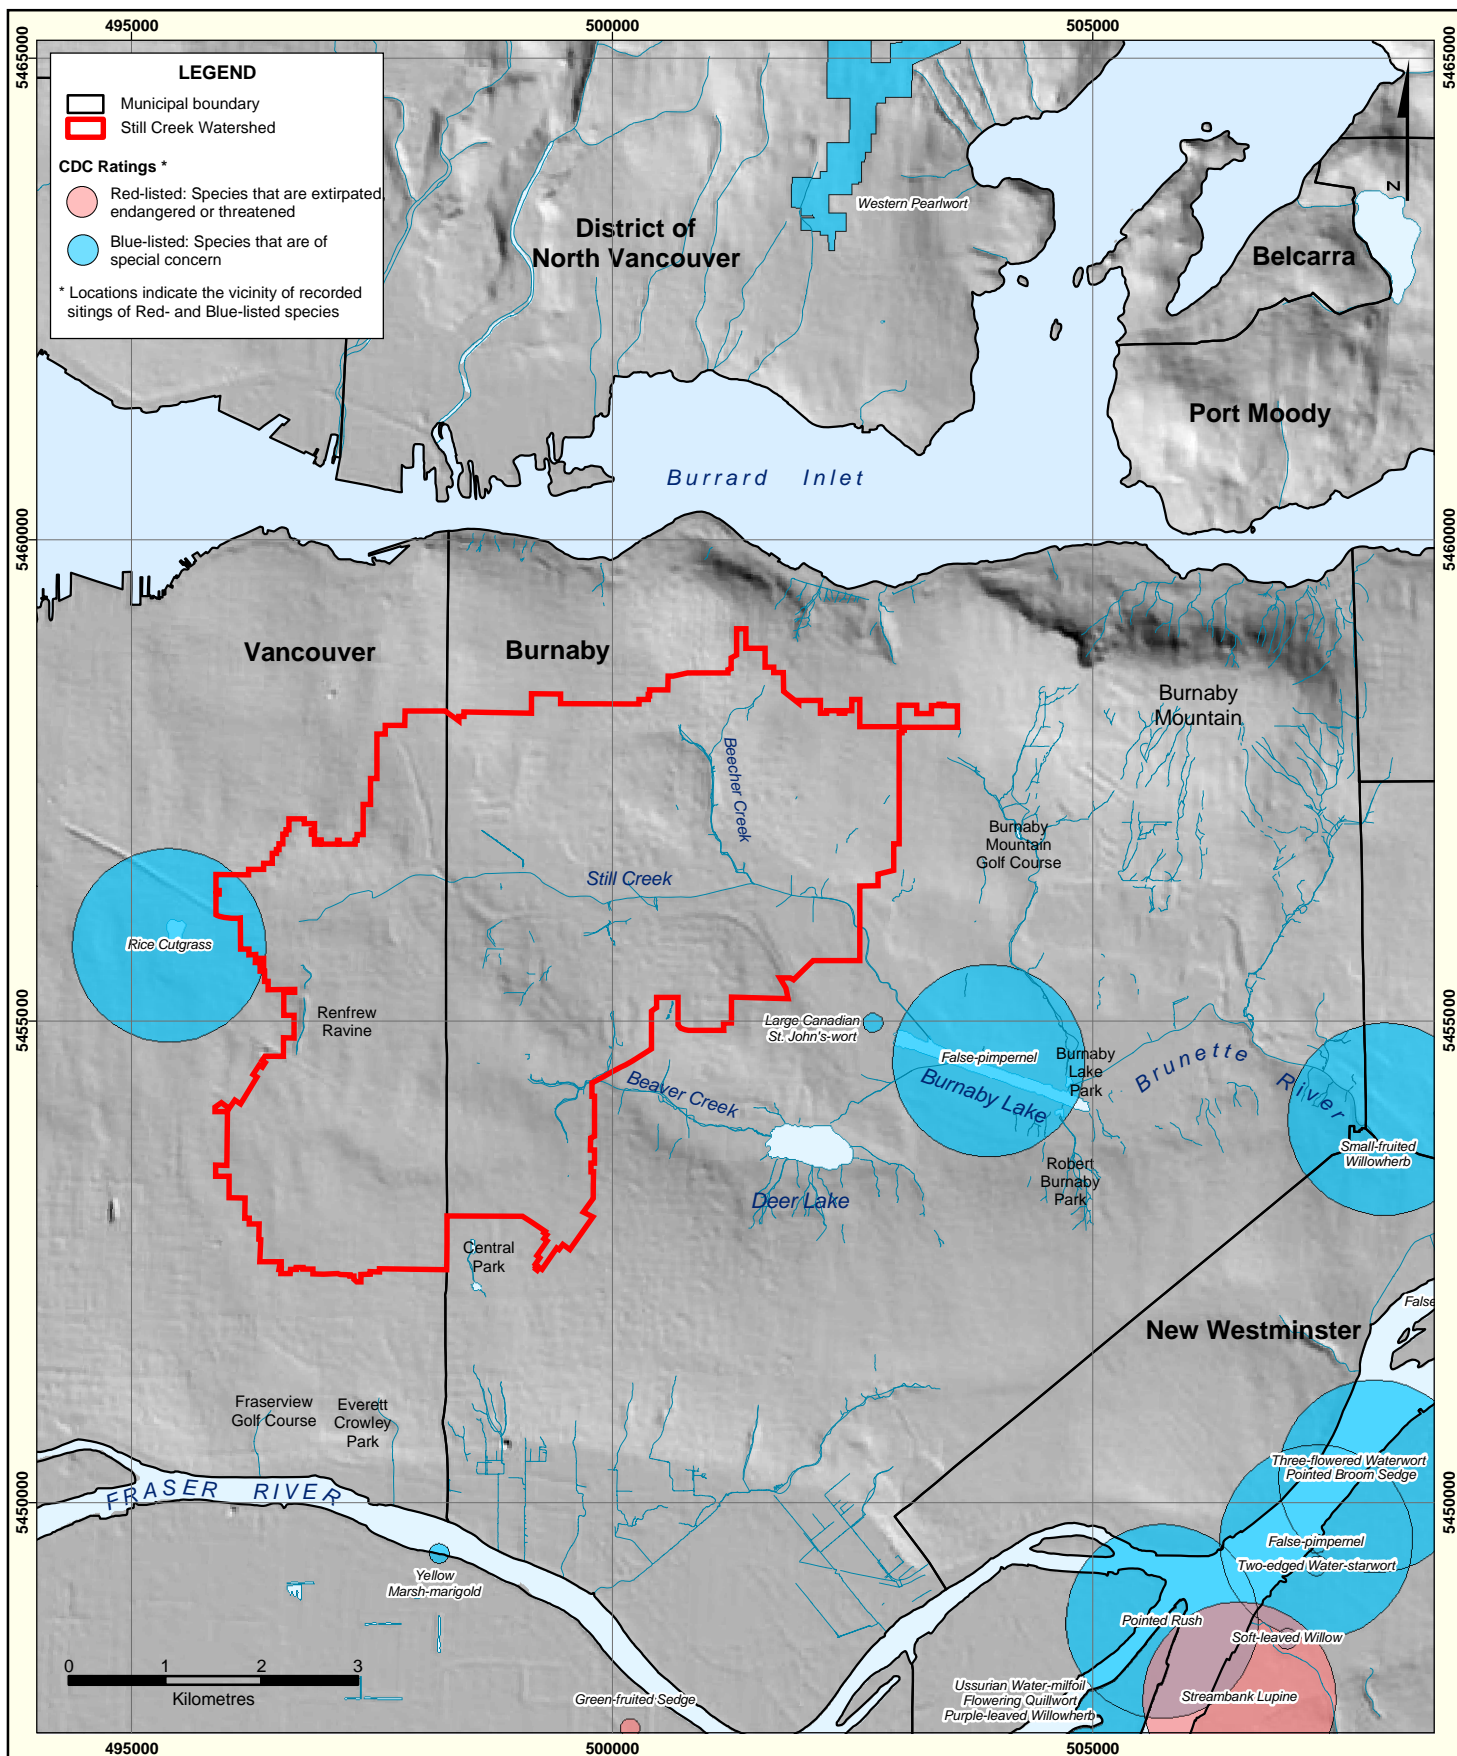 495000
500000
505000
5465000
5465000
LEGEND
Municipal boundary
Still Creek Watershed
CDC Ratings *
Red-listed: Species that are extirpated,
endangered or threatened
Blue-listed: Species that are of
special concern
* Locations indicate the vicinity of recorded
sitings of Red- and Blue-listed species
N
Western Pearlwort
District of
North Vancouver
Belcarra
Port Moody
Burrard Inlet
5460000
5460000
Vancouver
Burnaby
Burnaby
Mountain
Beecher Creek
Burnaby
Mountain
Golf Course
Still Creek
Rice Cutgrass
Renfrew
Ravine
5455000
5455000
Large Canadian
St. John's-wort
False-pimpernel
Burnaby
Lake
Park
Brunette River
Burnaby Lake
Beaver Creek
Small-fruited
Willowherb
Robert
Burnaby
Park
Deer Lake
Central
Park
False
New Westminster
Fraserview
Golf Course
Everett
Crowley
Park
Three-flowered Waterwort
Pointed Broom Sedge
FRASER RIVER
5450000
5450000
False-pimpernel
Two-edged Water-starwort
Yellow
Marsh-marigold
Pointed Rush
Soft-leaved Willow
0 1 2 3
Kilometres
Green-fruited Sedge
Ussurian Water-milfoil
Flowering Quillwort
Purple-leaved Willowherb
Streambank Lupine
495000
500000
505000